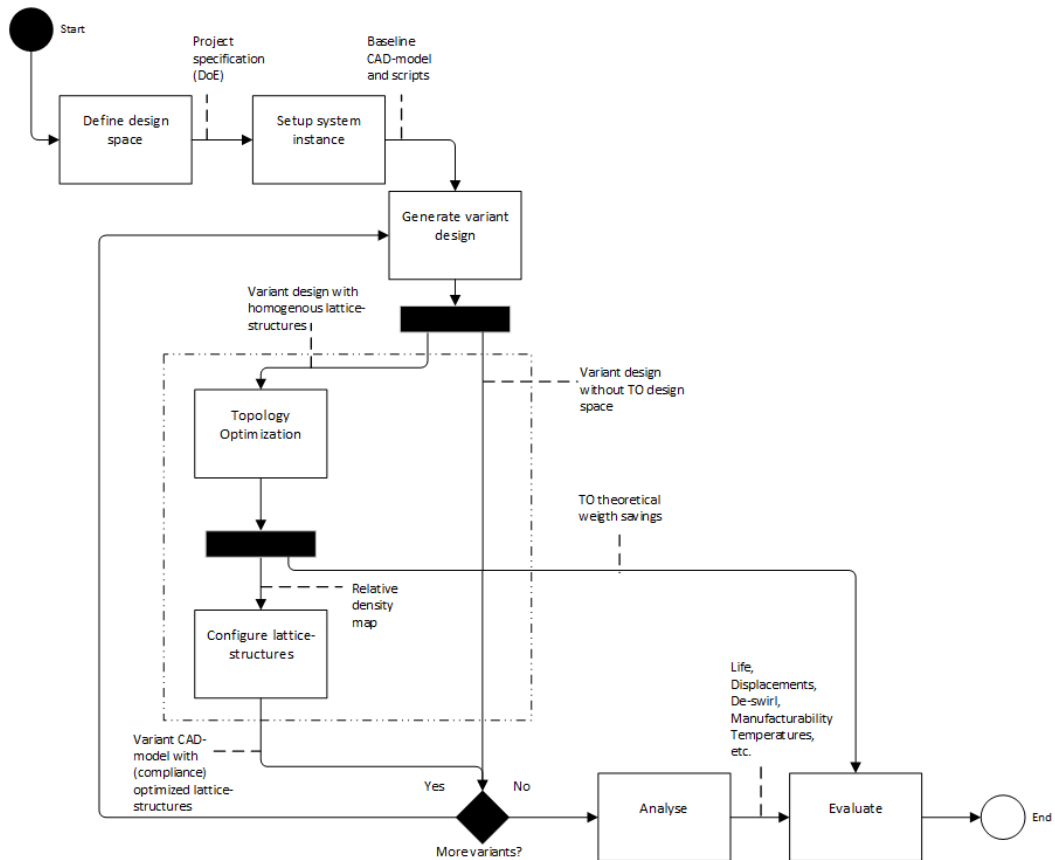 Start
Project
specification
(DoE)
Baseline
CAD-model
and scripts
Define design
space
Setup system
instance
Generate variant
design
Variant design with
homogenous lattice-
structures
Variant design
without TO design
space
Topology
Optimization
TO theoretical
weigth savings
Relative
density
map
Configure lattice-
structures
Life,
Displacements,
De-swirl,
Manufacturability
Temperatures,
etc.
Variant CAD-
model with
(compliance)
optimized lattice-
structures
Yes
No
Analyse
Evaluate
End
More variants?